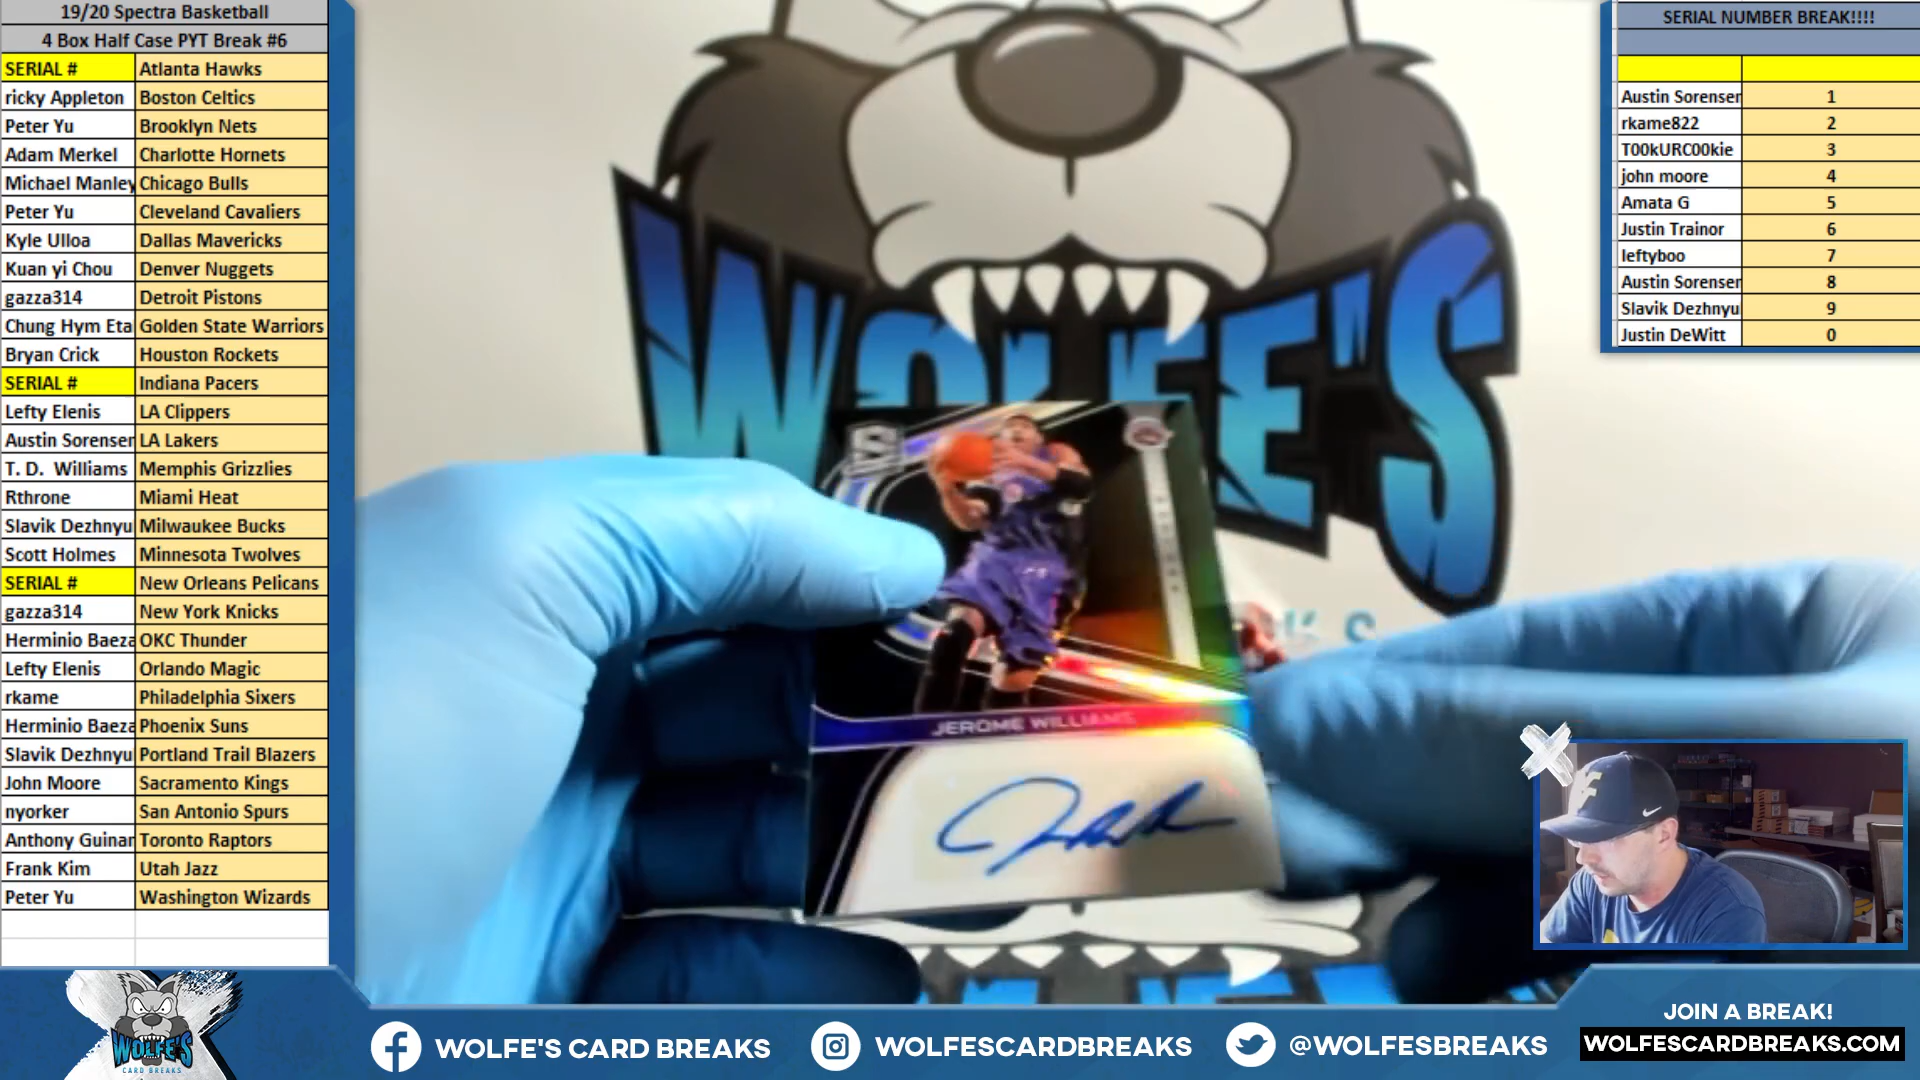 19/20 Spectra Basketball
4 Box Half Case PYT Break #6
SERIAL # Atlanta Hawks
ricky Appleton Boston Celtics
Peter Yu Brooklyn Nets
Adam Merkel Charlotte Hornets
Michael Manley Chicago Bulls
Peter Yu Cleveland Cavaliers
Kyle Ulloa Dallas Mavericks
Kuan yi Chou Denver Nuggets
gazza314 Detroit Pistons
Chung Hym Eta Golden State Warriors
Bryan Crick Houston Rockets
SERIAL # Indiana Pacers
Lefty Elenis LA Clippers
Austin Sorensen LA Lakers
T. D. Williams Memphis Grizzlies
Rthrone Miami Heat
Slavik Dezhnyu Milwaukee Bucks
Scott Holmes Minnesota Twolves
SERIAL # New Orleans Pelicans
gazza314 New York Knicks
Herminio Baeza OKC Thunder
Lefty Elenis Orlando Magic
rkame Philadelphia Sixers
Herminio Baeza Phoenix Suns
Slavik Dezhnyu Portland Trail Blazers
John Moore Sacramento Kings
nyorker San Antonio Spurs
Anthony Guinan Toronto Raptors
Frank Kim Utah Jazz
Peter Yu Washington Wizards
SERIAL NUMBER BREAK!!!!
Austin Sorensen 1
rkame822 2
T00kURC00kie 3
john moore 4
Amata G 5
Justin Trainor 6
leftyboo 7
Austin Sorensen 8
Slavik Dezhnyu 9
Justin DeWitt 0
WOLFE'S
JEROME WILLIAMS
WOLFE'S
CARD BREAKS
WOLFE'S CARD BREAKS
WOLFESCARDBREAKS
@WOLFESBREAKS
JOIN A BREAK!
WOLFESCARDBREAKS.COM